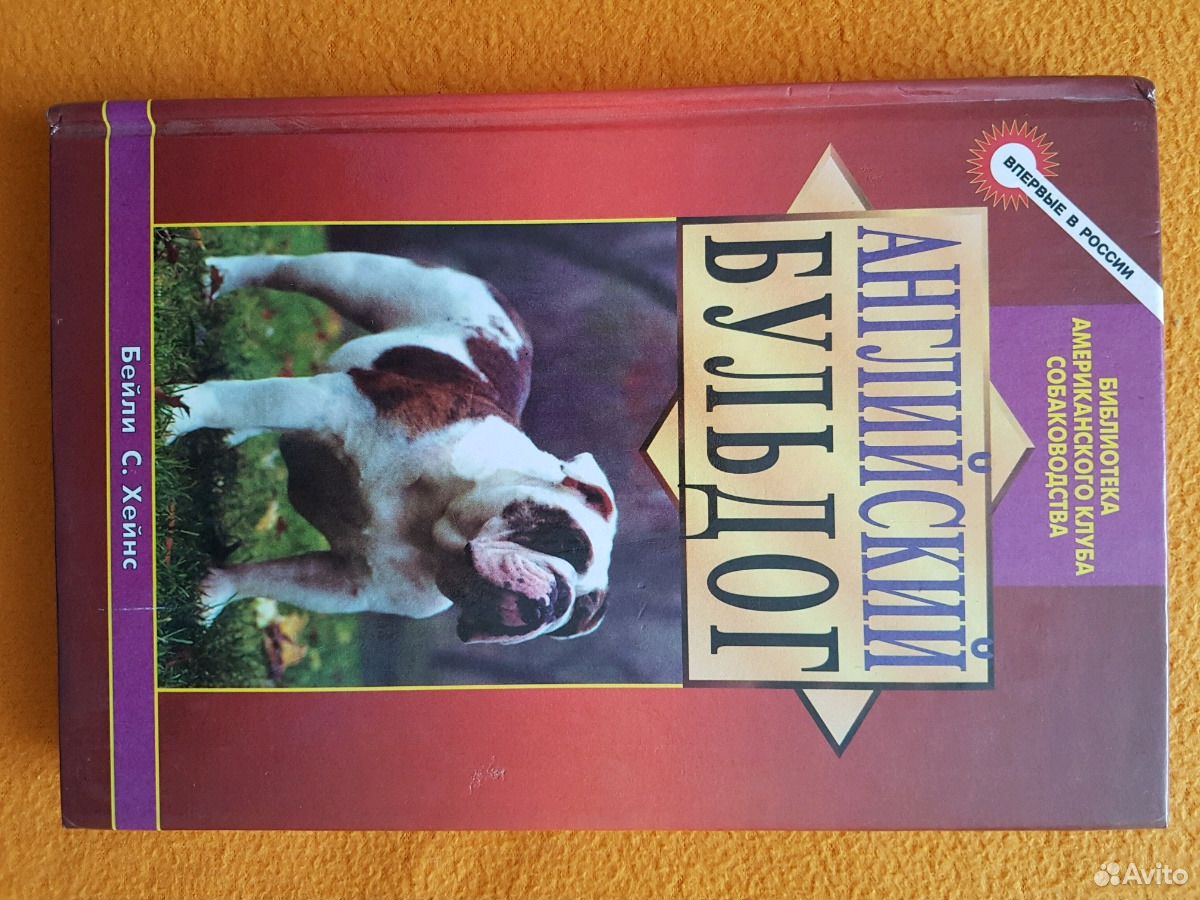 ВПЕРВЫЕ В РОССИИ
БИБЛИОТЕКА
АМЕРИКАНСКОГО КЛУБА
СОБАКОВОДСТВА
АНГЛИЙСКИЙ
БУЛЬДОГ
Бейли С. Хейнс
Avito